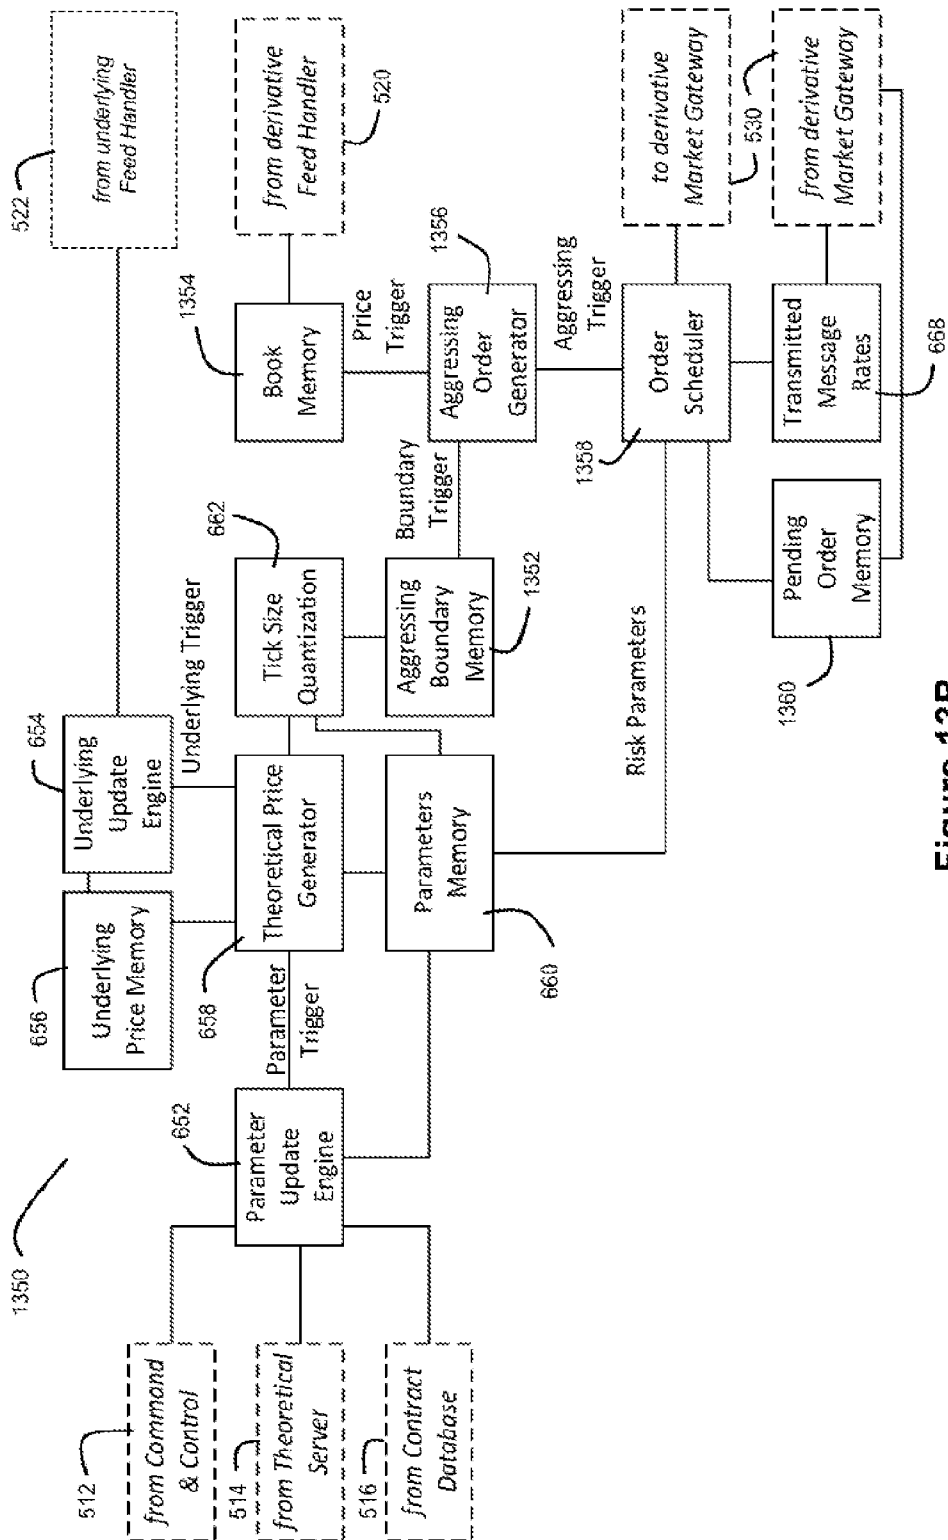 1350
512
from Command
& Control
514
from Theoretical
Server
516
from Contract
Database
652
Parameter
Update
Engine
Parameter
Trigger
656
Underlying
Price Memory
654
Underlying
Update
Engine
Underlying Trigger
522
from underlying
Feed Handler
658
Theoretical Price
Generator
662
Tick Size
Quantization
1354
Book
Memory
from derivative
Feed Handler
520
Price
Trigger
Parameters
Memory
660
Aggressing
Boundary
Memory
1352
Boundary
Trigger
Aggressing
Order
Generator
1356
Aggressing
Trigger
Risk Parameters
1358
Order
Scheduler
to derivative
Market Gateway
530
Pending
Order
Memory
1360
Transmitted
Message
Rates
668
from derivative
Market Gateway